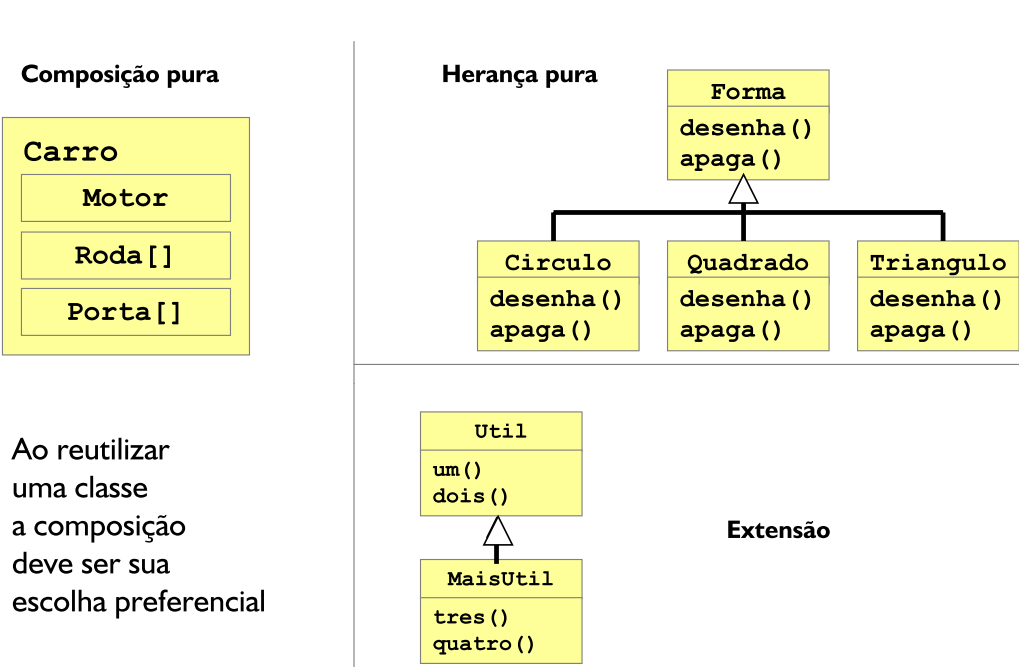 Composição pura
Carro
Motor
Roda[]
Porta[]
Ao reutilizar
uma classe
a composição
deve ser sua
escolha preferencial
Herança pura
Forma
desenha()
apaga()
Circulo
desenha()
apaga()
Quadrado
desenha()
apaga()
Triangulo
desenha()
apaga()
Util
um()
dois()
MaisUtil
tres()
quatro()
Extensão